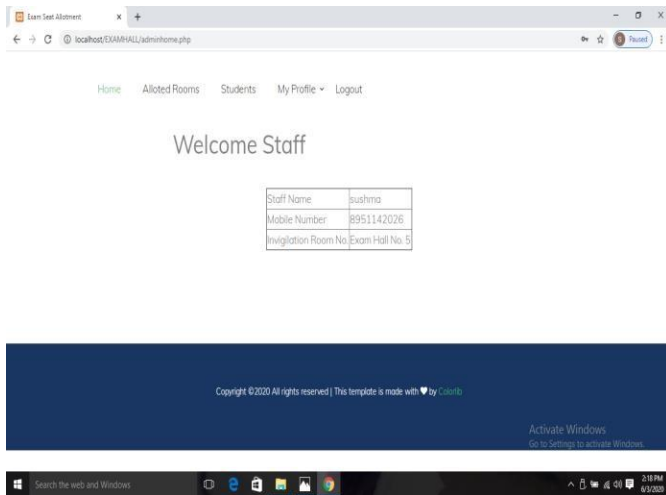 Exam Seat Allotment
localhost/EXAMHALL/adminhome.php
Paused
Home Alloted Rooms Students My Profile Logout
Welcome Staff
Staff Name sushma
Mobile Number 8951142026
Invigilation Room No. Exam Hall No. 5
Copyright ©2020 All rights reserved | This template is made with by Colorlib
Activate Windows
Go to Settings to activate Windows.
Search the web and Windows
2:18 PM
6/3/2020